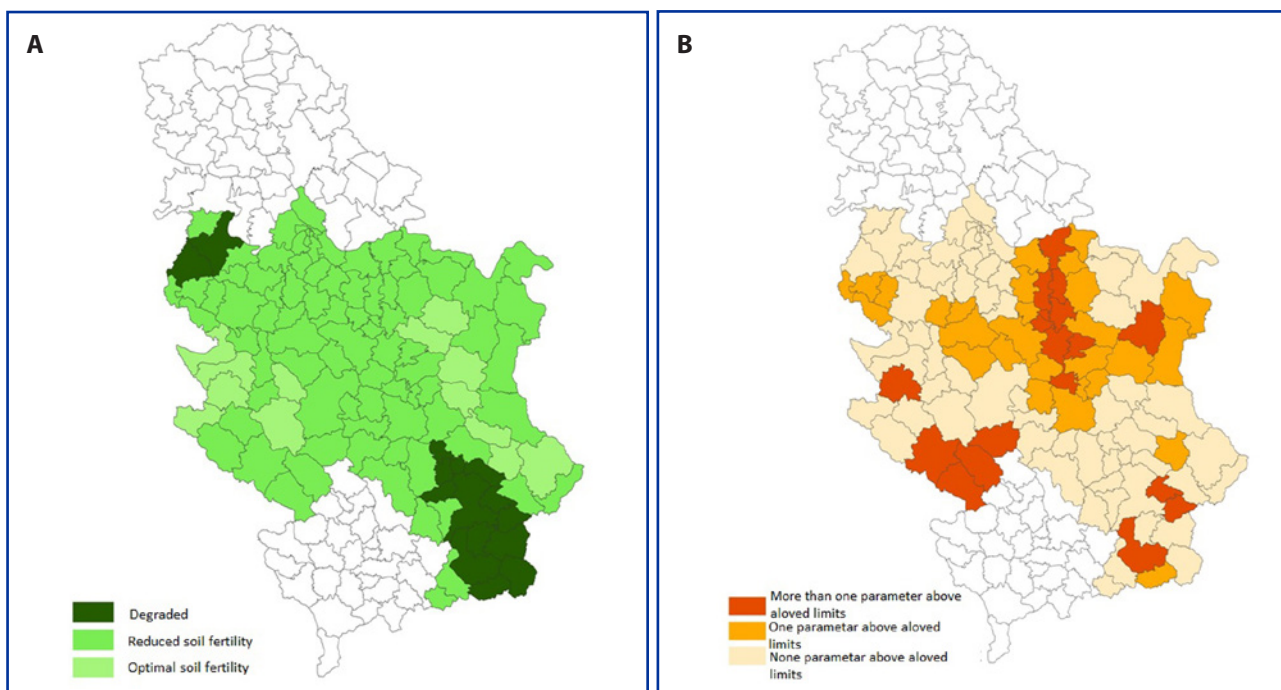 A
Degraded
Reduced soil fertility
Optimal soil fertility
B
More than one parameter above
aloved limits
One parametar above aloved
limits
None parametar above aloved
limits